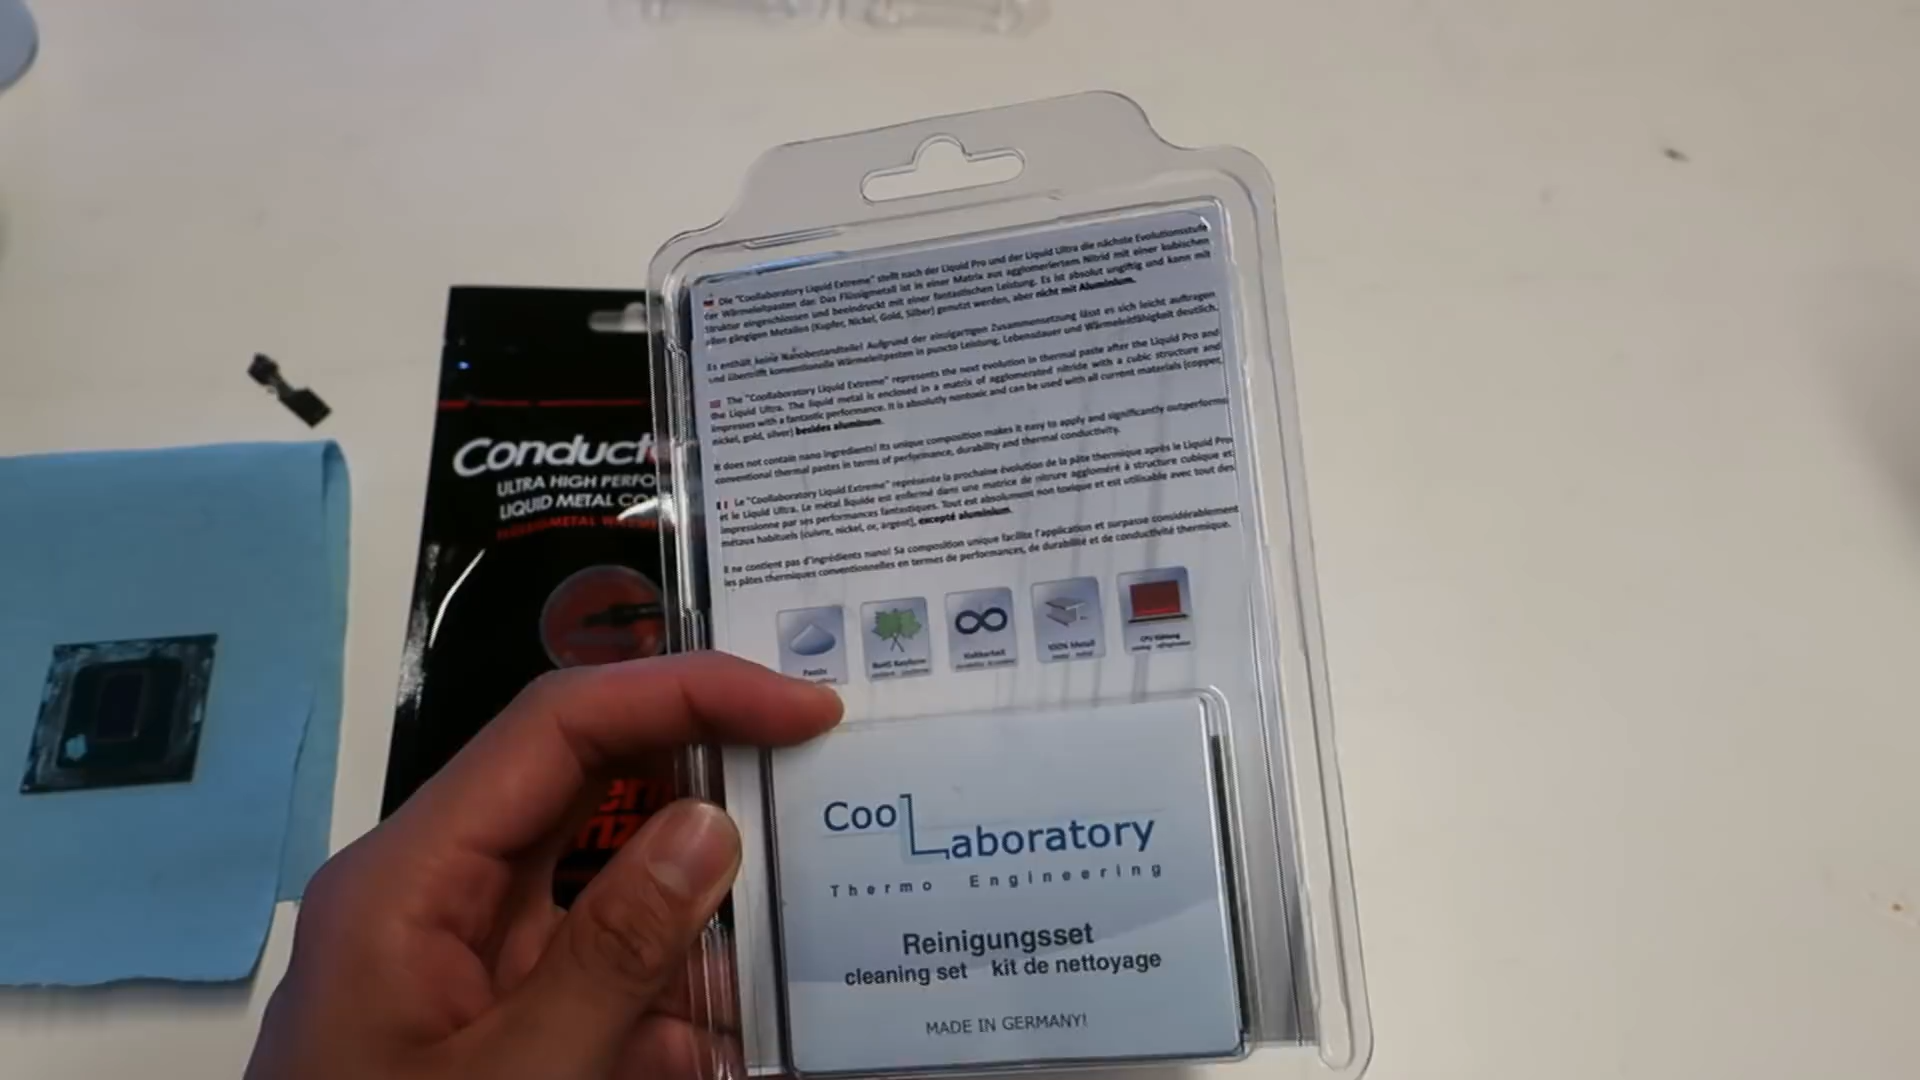 Die "Coollaboratory Liquid Extreme" stellt nach der Liquid Pro und der Liquid Ultra die nächste Evolutionsstufe
der Wärmeleitpasten dar. Das Flüssigmetall ist in einer Matrix aus agglomeriertem Nitrid mit einer kubischen
Struktur eingeschlossen und beeindruckt mit einer fantastischen Leistung. Es ist absolut ungiftig und kann mit
allen gängigen Metallen (Kupfer, Nickel, Gold, Silber) genutzt werden, aber nicht mit Aluminium.
Es enthält keine Nanobestandteile! Aufgrund der einzigartigen Zusammensetzung lässt es sich leicht auftragen
und übertrifft konventionelle Wärmeleitpasten in puncto Leistung, Lebensdauer und Wärmeleitfähigkeit deutlich.
The "Coollaboratory Liquid Extreme" represents the next evolution in thermal paste after the Liquid Pro and
the Liquid Ultra. The liquid metal is enclosed in a matrix of agglomerated nitride with a cubic structure and
impresses with a fantastic performance. It is absolutly nontoxic and can be used with all current materials (copper,
nickel, gold, silver) besides aluminum.
It does not contain nano ingredients! Its unique composition makes it easy to apply and significantly outperforms
conventional thermal pastes in terms of performance, durability and thermal conductivity.
Le "Coollaboratory Liquid Extreme" représente la prochaine évolution de la pâte thermique après le Liquid Pro
et le Liquid Ultra. Le métal liquide est enfermé dans une matrice de nitrure aggloméré à structure cubique et
impressionne par ses performances fantastiques. Tout est absolument non toxique et est utilisable avec tout des
métaux habituels (cuivre, nickel, or, argent), excepté aluminium.
Il ne contient pas d'ingrédients nano! Sa composition unique facilite l'application et surpasse considérablement
les pâtes thermiques conventionnelles en termes de performances, de durabilité et de conductivité thermique.
Conduct
ULTRA HIGH PERFO
LIQUID METAL CO
RoHS Konform
Haltbarkeit
100% Metall
CPU Kühlung
CooLaboratory
Thermo Engineering
Reinigungsset
cleaning set kit de nettoyage
MADE IN GERMANY!